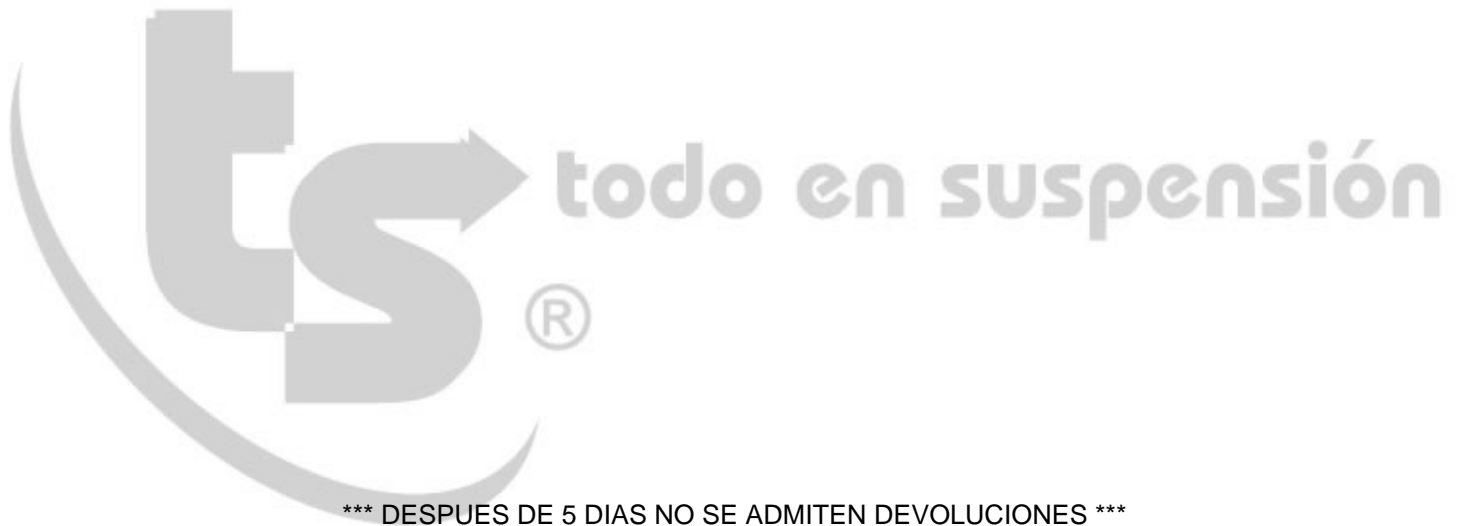 ts todo en suspensión
®
*** DESPUES DE 5 DIAS NO SE ADMITEN DEVOLUCIONES ***